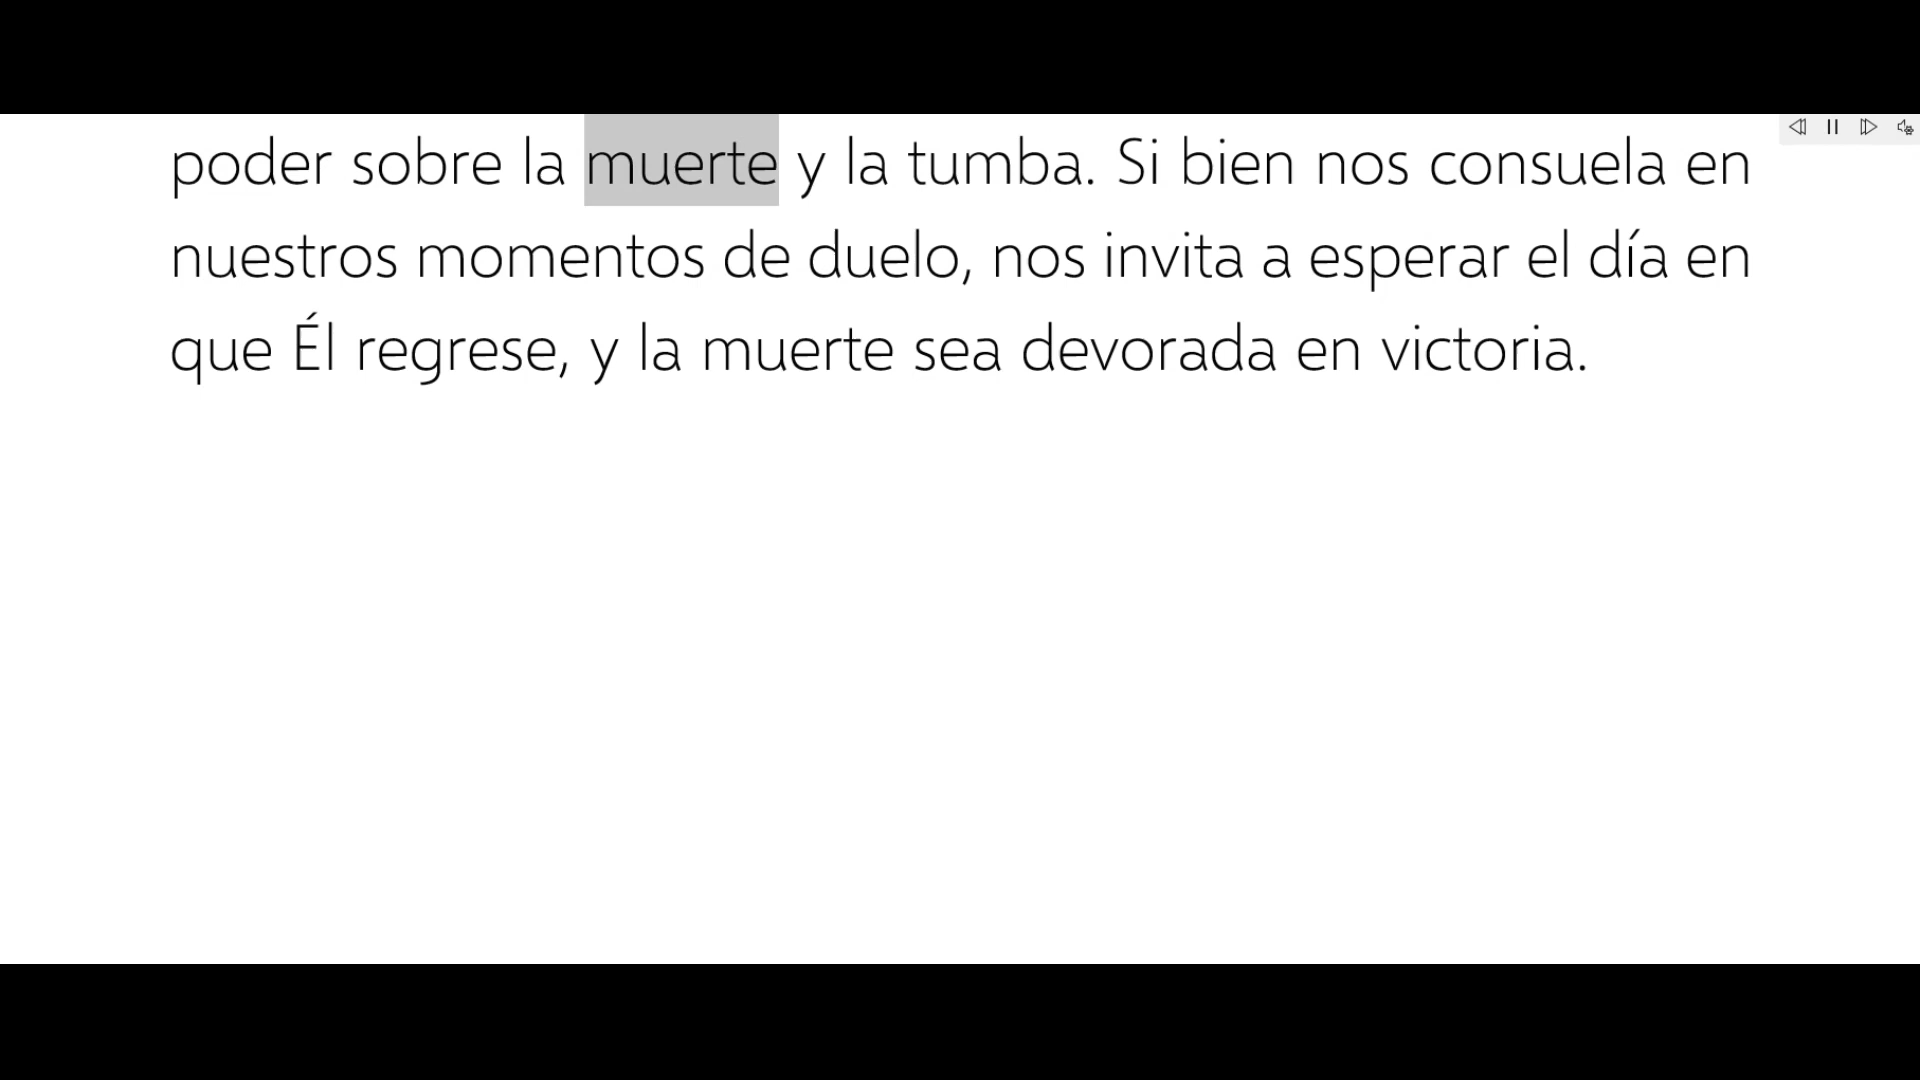 poder sobre la muerte y la tumba. Si bien nos consuela en
nuestros momentos de duelo, nos invita a esperar el día en
que Él regrese, y la muerte sea devorada en victoria.